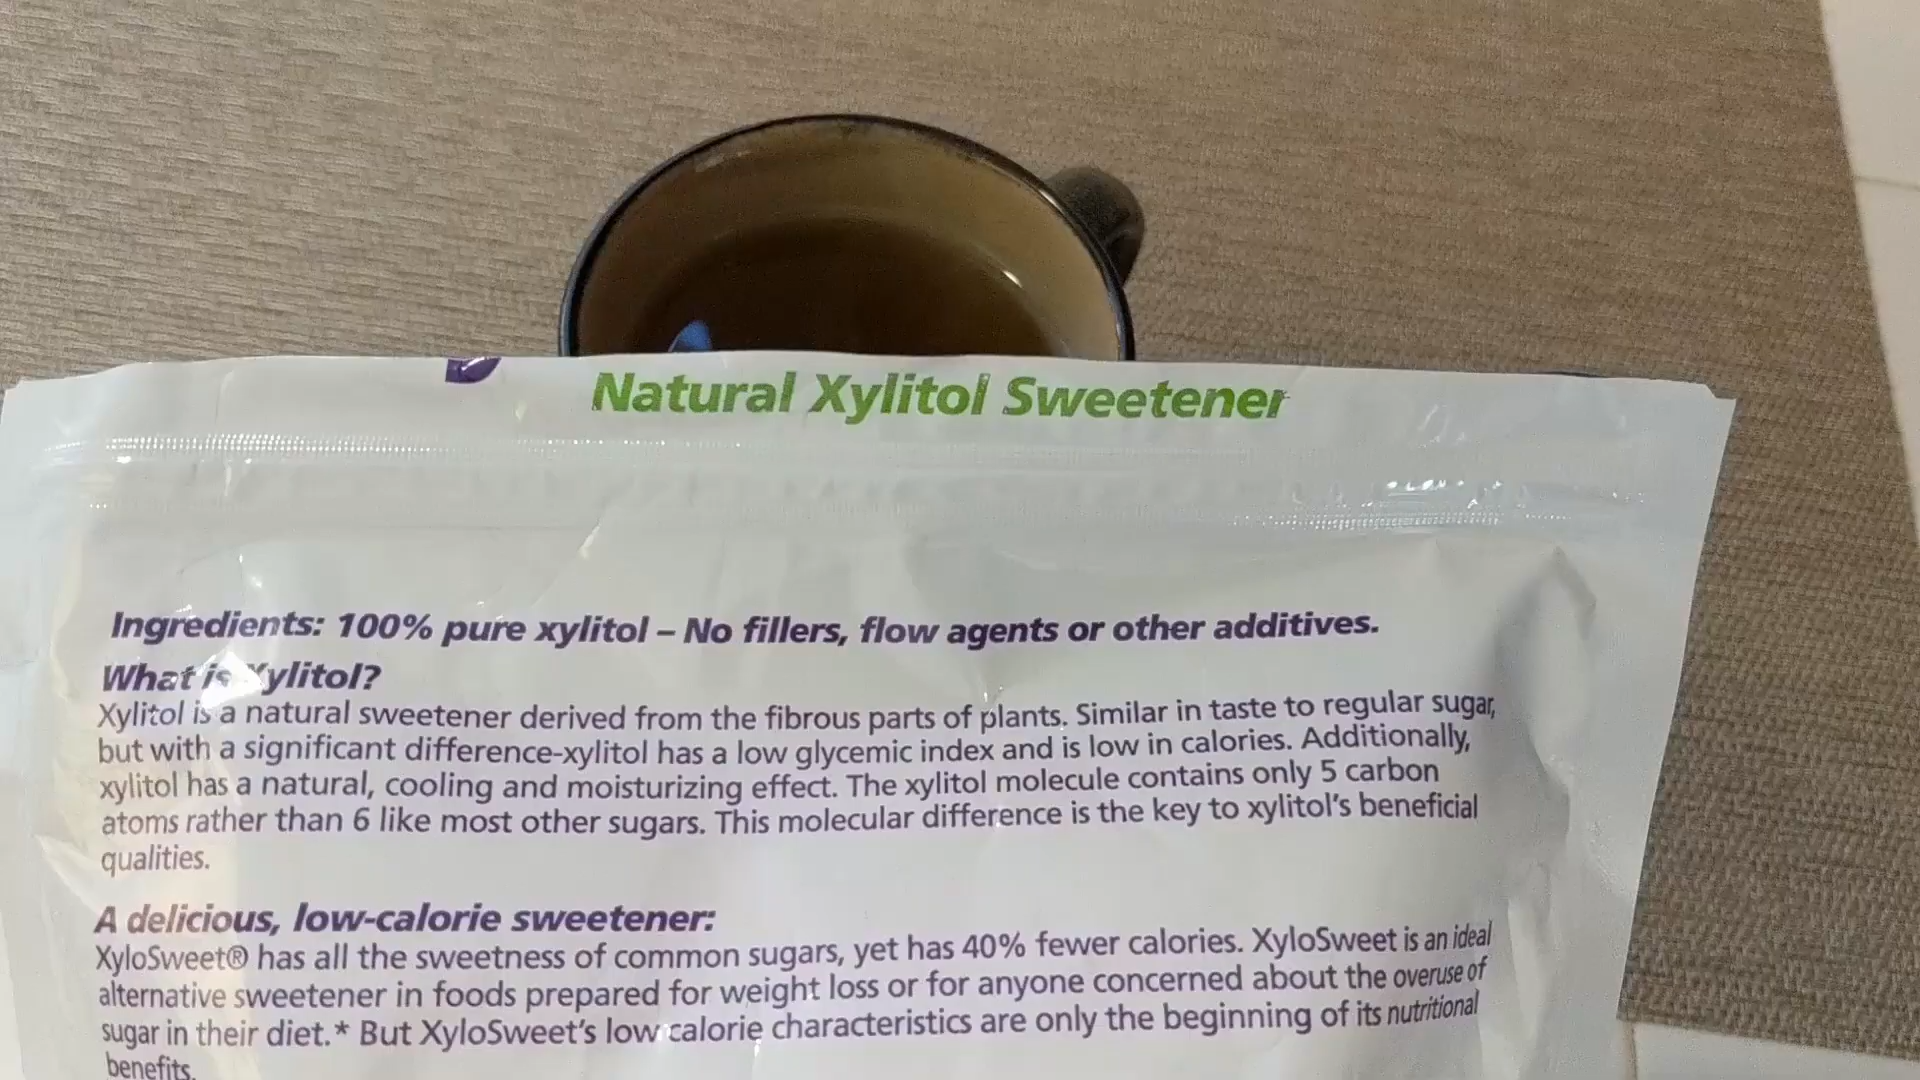 Natural Xylitol Sweetener
Ingredients: 100% pure xylitol – No fillers, flow agents or other additives.
What is Xylitol?
Xylitol is a natural sweetener derived from the fibrous parts of plants. Similar in taste to regular sugar,
but with a significant difference-xylitol has a low glycemic index and is low in calories. Additionally,
xylitol has a natural, cooling and moisturizing effect. The xylitol molecule contains only 5 carbon
atoms rather than 6 like most other sugars. This molecular difference is the key to xylitol's beneficial
qualities.
A delicious, low-calorie sweetener:
XyloSweet® has all the sweetness of common sugars, yet has 40% fewer calories. XyloSweet is an ideal
alternative sweetener in foods prepared for weight loss or for anyone concerned about the overuse of
sugar in their diet.* But XyloSweet's low calorie characteristics are only the beginning of its nutritional
benefits.